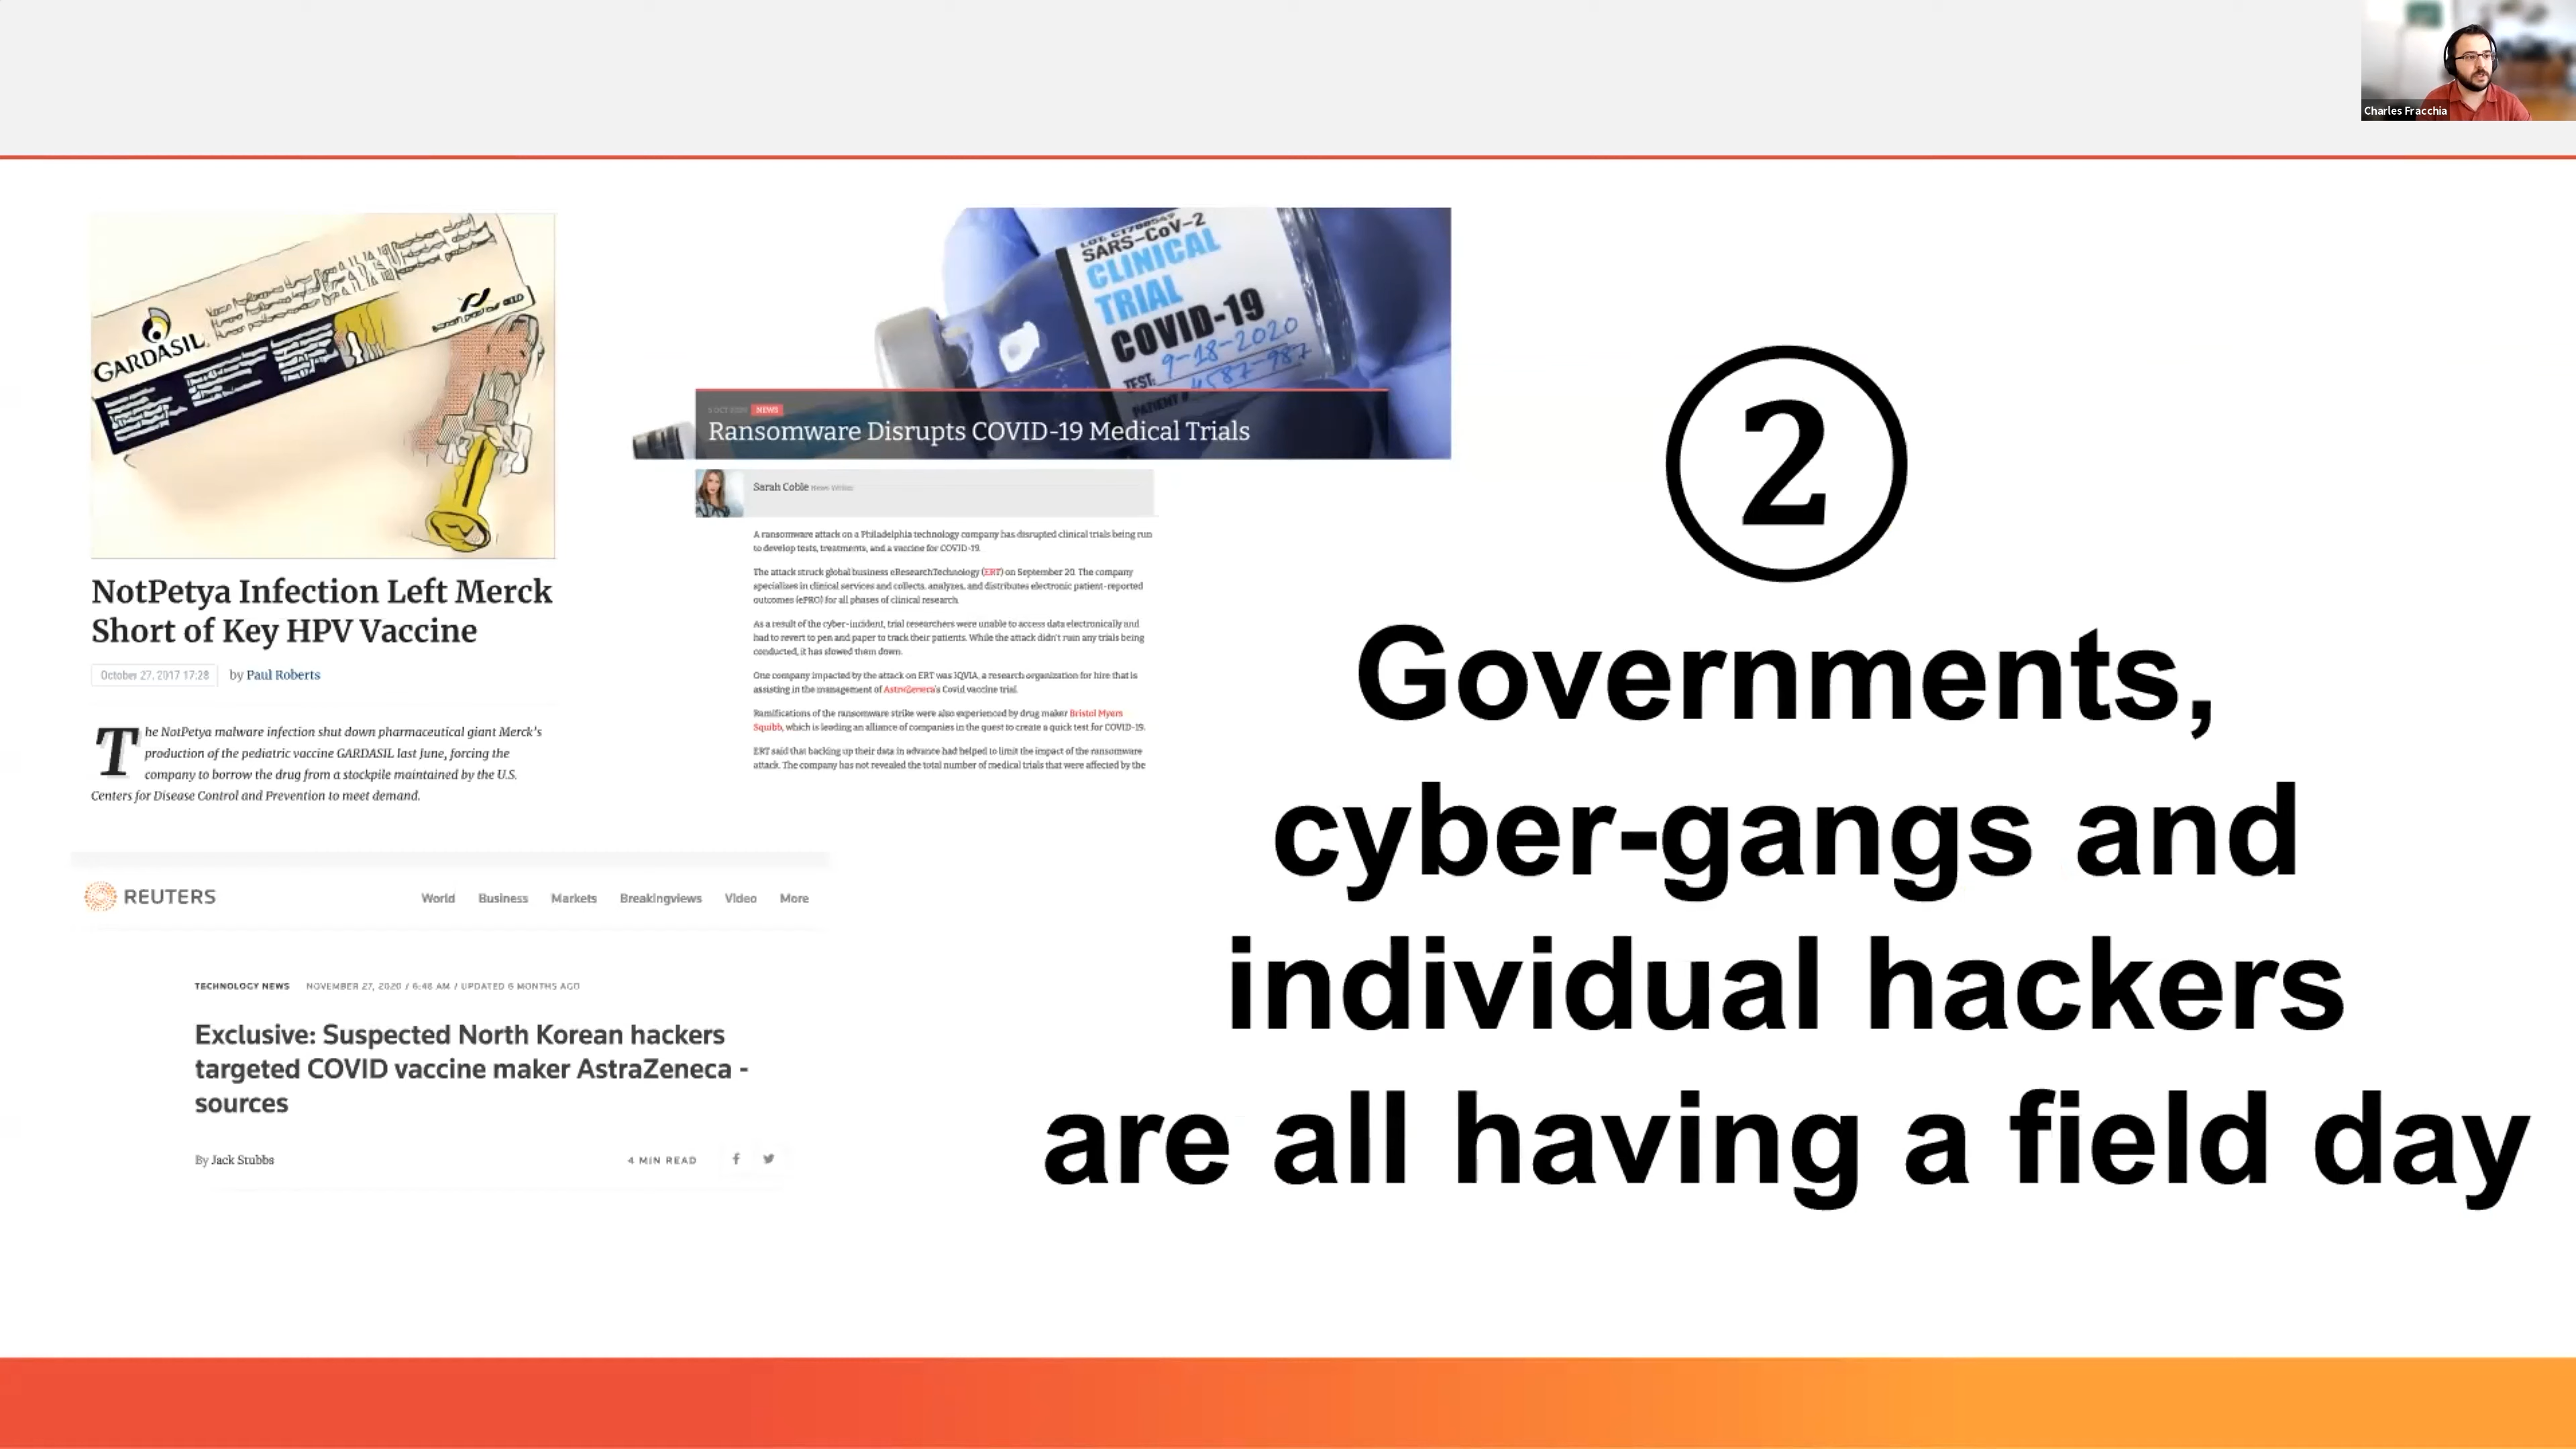 Charles Fracchia
GARDASIL
NotPetya Infection Left Merck
Short of Key HPV Vaccine
October 27, 2017 17:28 by Paul Roberts
The NotPetya malware infection shut down pharmaceutical giant Merck's
production of the pediatric vaccine GARDASIL last June, forcing the
company to borrow the drug from a stockpile maintained by the U.S.
Centers for Disease Control and Prevention to meet demand.
SARS-CoV-2
CLINICAL
TRIAL
COVID-19
9-18-2020
TEST: 4587-987
PATIENT #
NEWS
Ransomware Disrupts COVID-19 Medical Trials
Sarah Coble News Writer
A ransomware attack on a Philadelphia technology company has disrupted clinical trials being run
to develop tests, treatments, and a vaccine for COVID-19.
The attack struck global business eResearchTechnology (ERT) on September 20. The company
specializes in clinical services and collects, analyzes, and distributes electronic patient-reported
outcomes (ePRO) for all phases of clinical research.
As a result of the cyber-incident, trial researchers were unable to access data electronically and
had to revert to pen and paper to track their patients. While the attack didn't ruin any trials being
conducted, it has slowed them down.
One company impacted by the attack on ERT was IQVIA, a research organization for hire that is
assisting in the management of AstraZeneca's Covid vaccine trial.
Ramifications of the ransomware strike were also experienced by drug maker Bristol Myers
Squibb, which is leading an alliance of companies in the quest to create a quick test for COVID-19.
ERT said that backing up their data in advance had helped to limit the impact of the ransomware
attack. The company has not revealed the total number of medical trials that were affected by the
REUTERS World Business Markets Breakingviews Video More
TECHNOLOGY NEWS NOVEMBER 27, 2020 / 6:48 AM / UPDATED 6 MONTHS AGO
Exclusive: Suspected North Korean hackers
targeted COVID vaccine maker AstraZeneca -
sources
By Jack Stubbs 4 MIN READ
2
Governments,
cyber-gangs and
individual hackers
are all having a field day